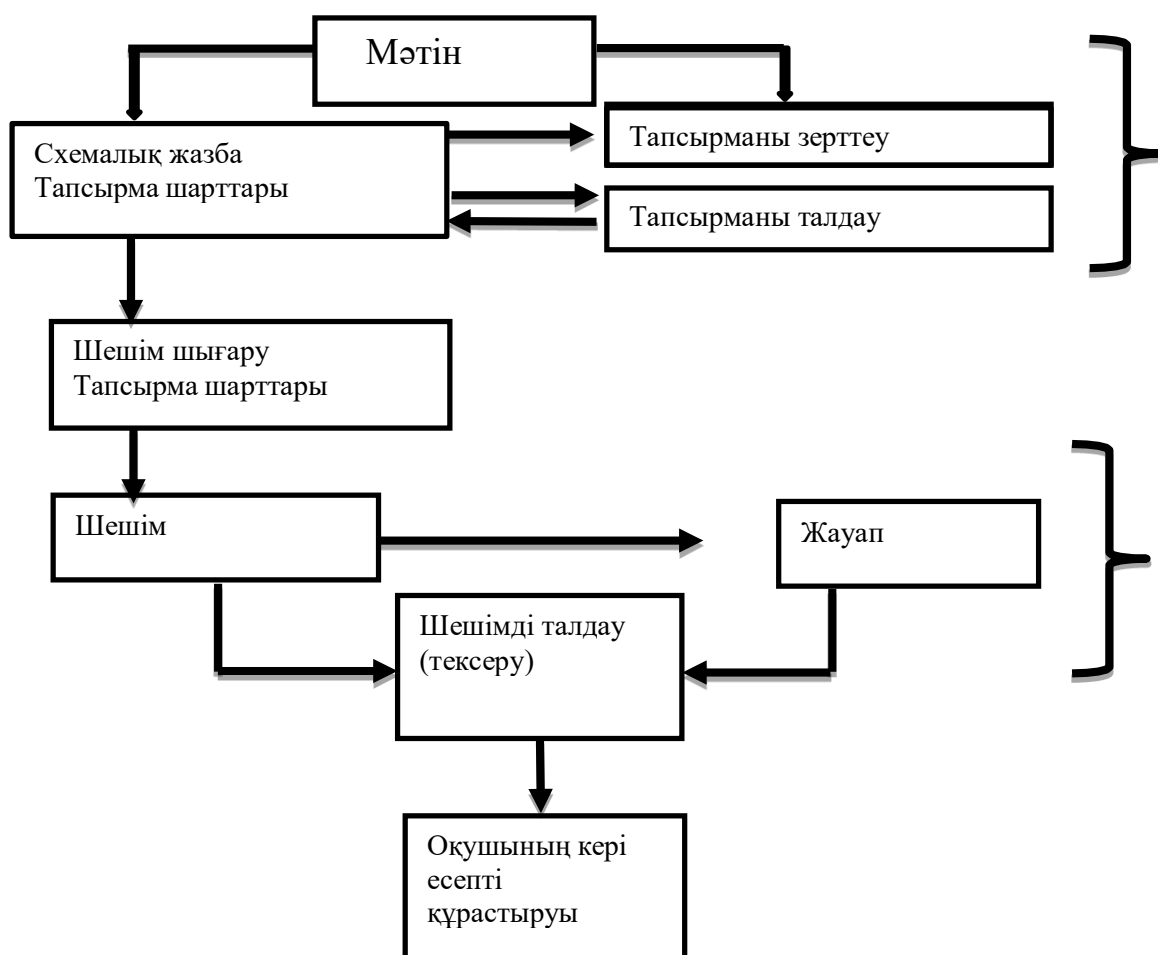 Мәтін
Схемалық жазба
Тапсырма шарттары
Тапсырманы зерттеу
Тапсырманы талдау
Шешім шығару
Тапсырма шарттары
Шешім
Жауап
Шешімді талдау
(тексеру)
Оқушының кері
есепті
құрастыруы